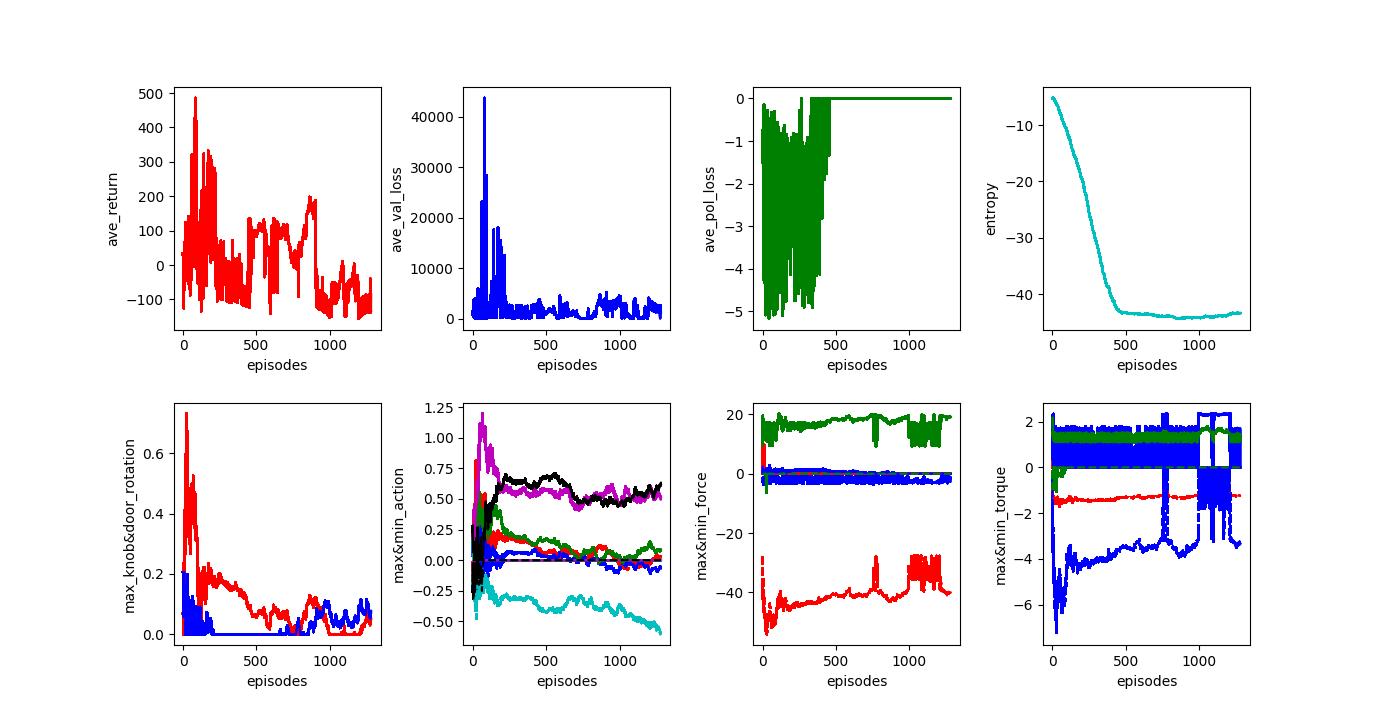 ave_return
500
400
300
200
100
0
−100
0 500 1000
episodes
ave_val_loss
40000
30000
20000
10000
0
0 500 1000
episodes
ave_pol_loss
0
−1
−2
−3
−4
−5
0 500 1000
episodes
entropy
−10
−20
−30
−40
0 500 1000
episodes
max_knob&door_rotation
0.6
0.4
0.2
0.0
0 500 1000
episodes
max&min_action
1.25
1.00
0.75
0.50
0.25
0.00
−0.25
−0.50
0 500 1000
episodes
max&min_force
20
0
−20
−40
0 500 1000
episodes
max&min_torque
2
0
−2
−4
−6
0 500 1000
episodes